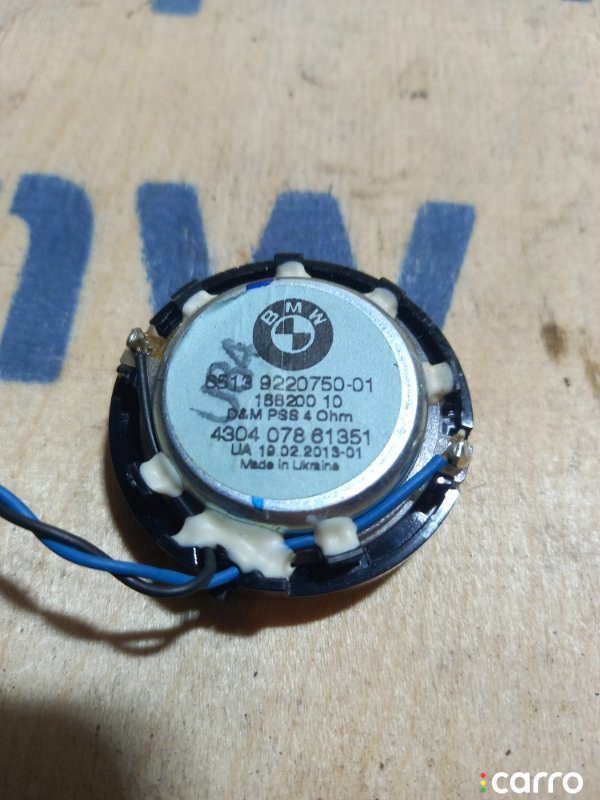 BMW
6513 9220750-01
18B200 10
D&M PSS 4 Ohm
4304 078 61351
UA 19.02.2013-01
Made in Ukraine
carro